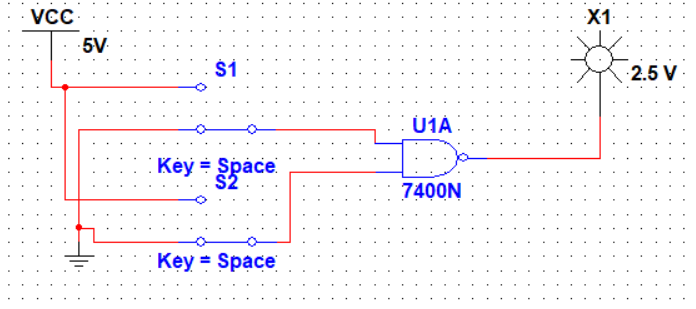 VCC
5V
X1
2.5 V
S1
U1A
Key = Space
S2
7400N
Key = Space